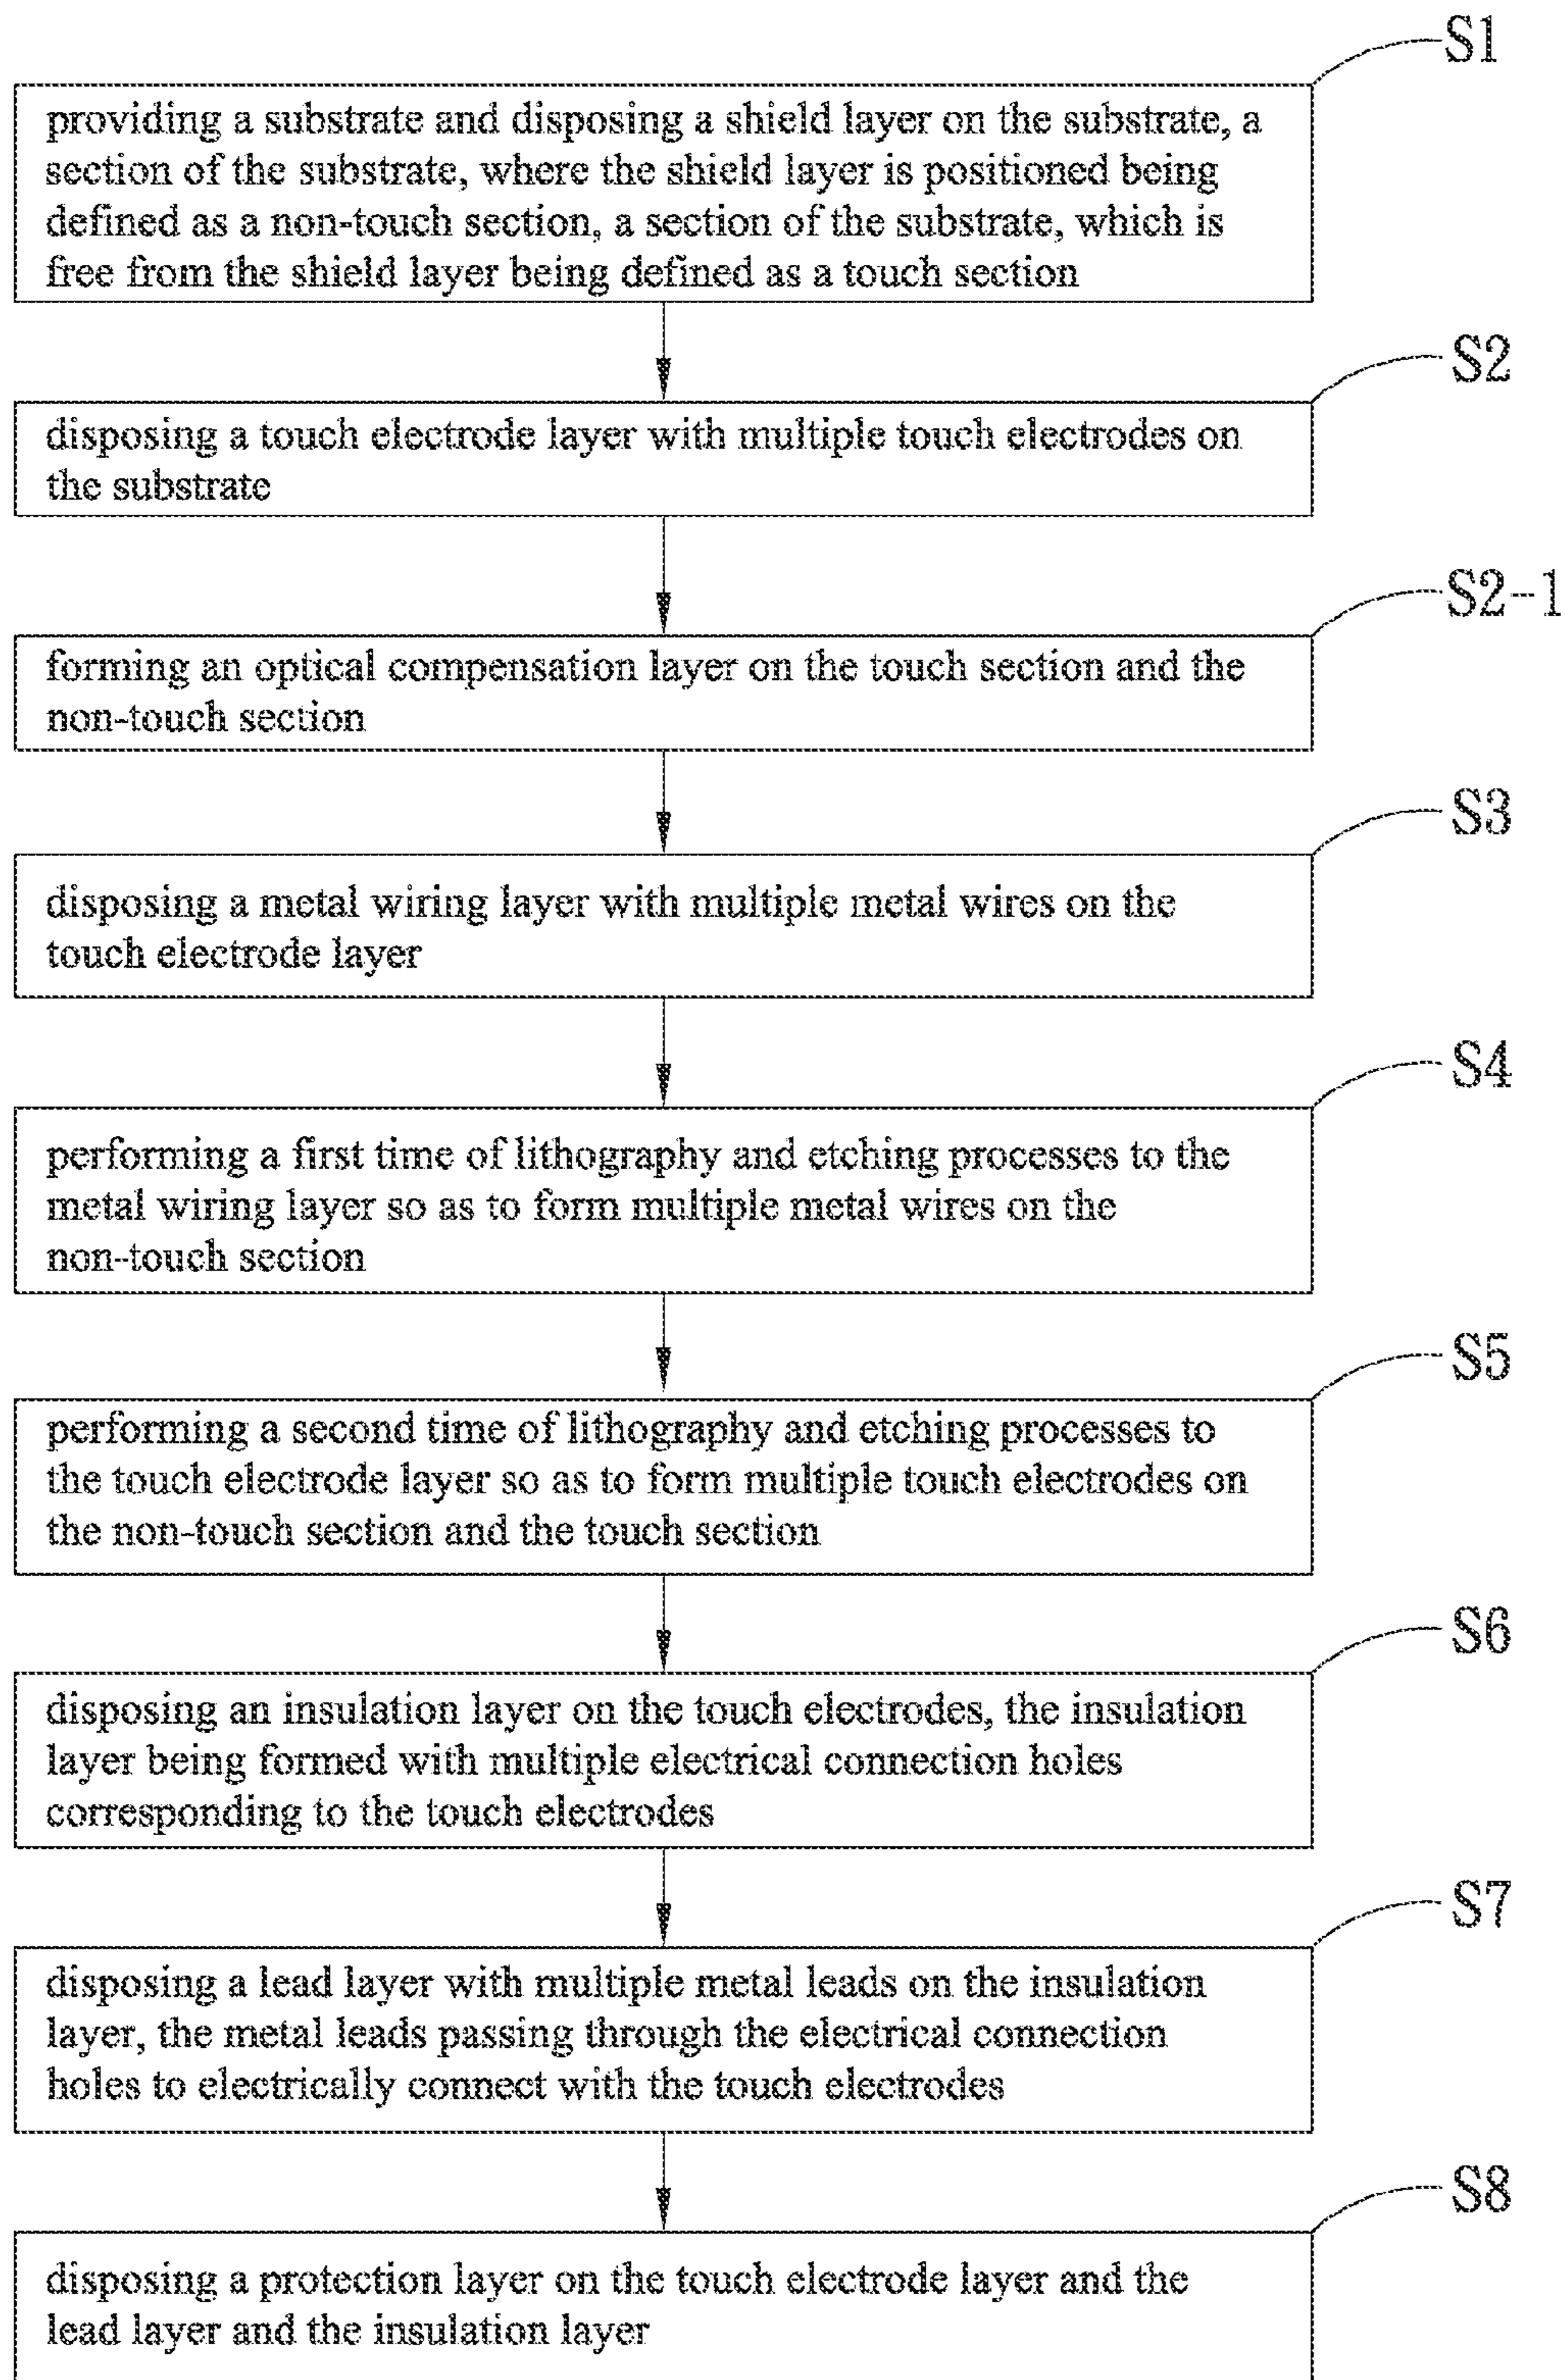 S1
providing a substrate and disposing a shield layer on the substrate, a
section of the substrate, where the shield layer is positioned being
defined as a non-touch section, a section of the substrate, which is
free from the shield layer being defined as a touch section
S2
disposing a touch electrode layer with multiple touch electrodes on
the substrate
S2-1
forming an optical compensation layer on the touch section and the
non-touch section
S3
disposing a metal wiring layer with multiple metal wires on the
touch electrode layer
S4
performing a first time of lithography and etching processes to the
metal wiring layer so as to form multiple metal wires on the
non-touch section
S5
performing a second time of lithography and etching processes to
the touch electrode layer so as to form multiple touch electrodes on
the non-touch section and the touch section
S6
disposing an insulation layer on the touch electrodes, the insulation
layer being formed with multiple electrical connection holes
corresponding to the touch electrodes
S7
disposing a lead layer with multiple metal leads on the insulation
layer, the metal leads passing through the electrical connection
holes to electrically connect with the touch electrodes
S8
disposing a protection layer on the touch electrode layer and the
lead layer and the insulation layer